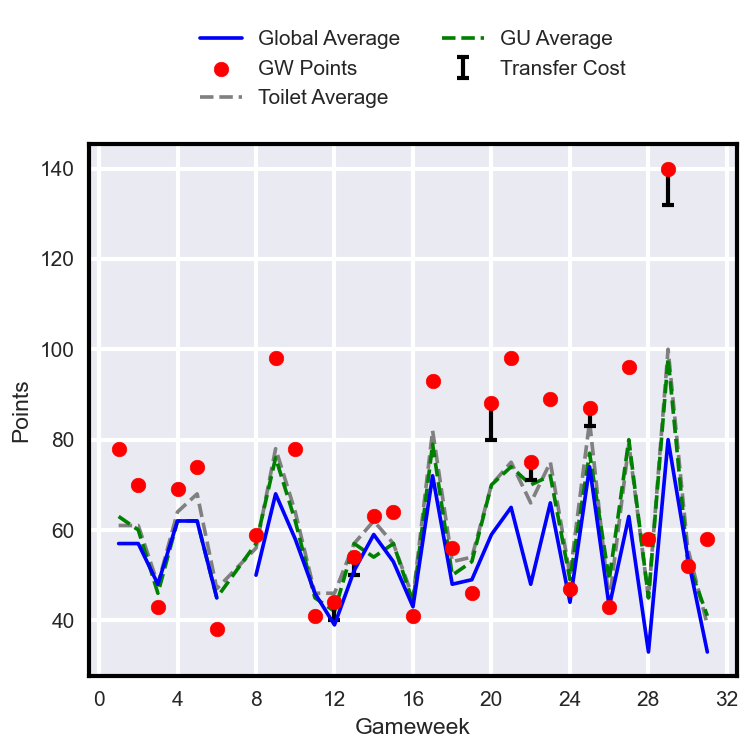 Global Average
GW Points
Toilet Average
GU Average
Transfer Cost
140
120
100
80
60
40
Points
0 4 8 12 16 20 24 28 32
Gameweek